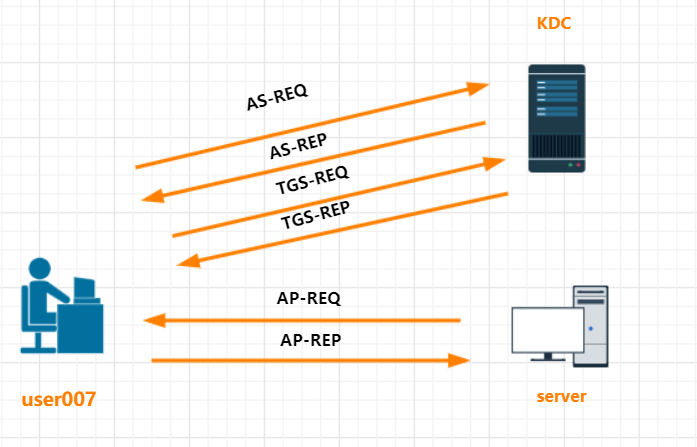 KDC
AS-REQ
AS-REP
TGS-REQ
TGS-REP
AP-REQ
AP-REP
user007
server